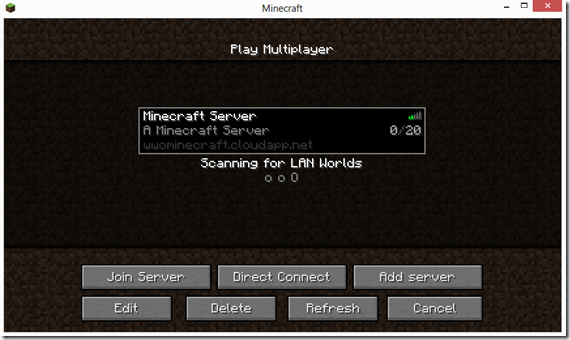 Minecraft
Play Multiplayer
Minecraft Server
A Minecraft Server 0/20
wwominecraft.cloudapp.net
Scanning for LAN Worlds
o o O
Join Server Direct Connect Add server
Edit Delete Refresh Cancel